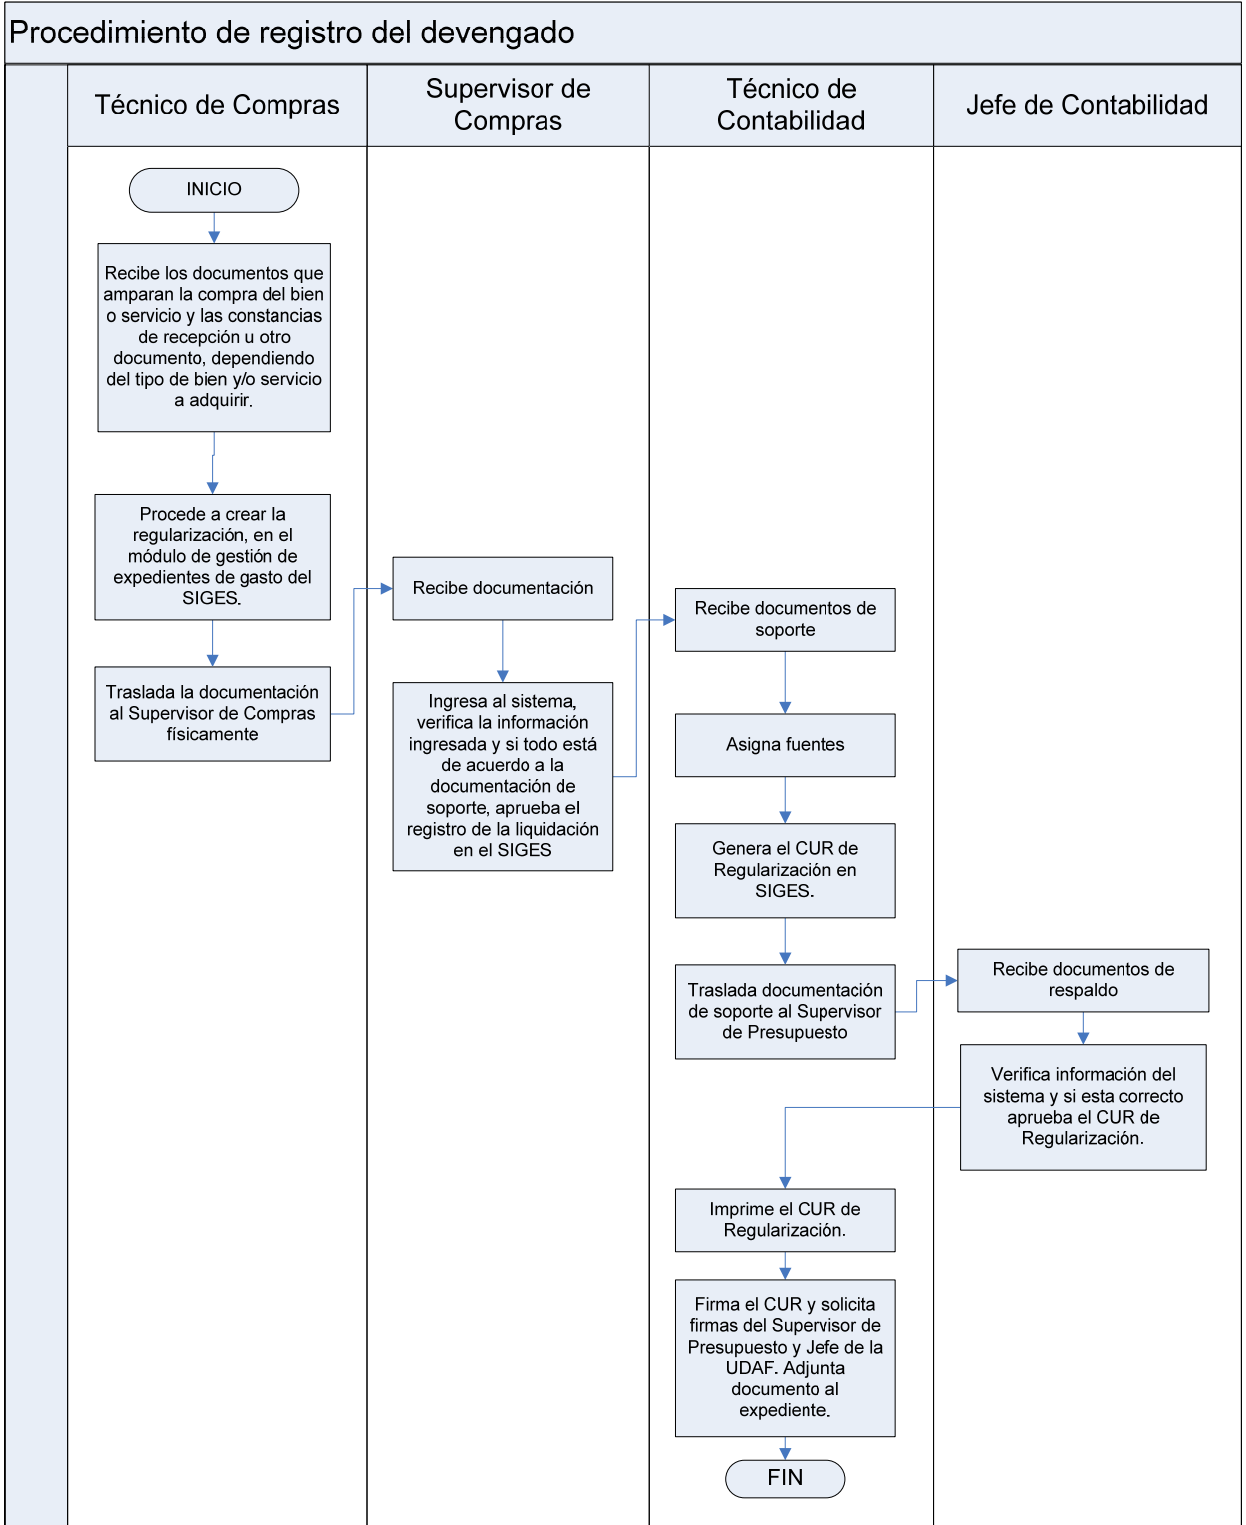 Procedimiento de registro del devengado
Técnico de Compras
Supervisor de
Compras
Técnico de
Contabilidad
Jefe de Contabilidad
INICIO
Recibe los documentos que
amparan la compra del bien
o servicio y las constancias
de recepción u otro
documento, dependiendo
del tipo de bien y/o servicio
a adquirir.
Procede a crear la
regularización, en el
módulo de gestión de
expedientes de gasto del
SIGES.
Traslada la documentación
al Supervisor de Compras
físicamente
Recibe documentación
Ingresa al sistema,
verifica la información
ingresada y si todo está
de acuerdo a la
documentación de
soporte, aprueba el
registro de la liquidación
en el SIGES
Recibe documentos de
soporte
Asigna fuentes
Genera el CUR de
Regularización en
SIGES.
Traslada documentación
de soporte al Supervisor
de Presupuesto
Recibe documentos de
respaldo
Verifica información del
sistema y si esta correcto
aprueba el CUR de
Regularización.
Imprime el CUR de
Regularización.
Firma el CUR y solicita
firmas del Supervisor de
Presupuesto y Jefe de la
UDAF. Adjunta
documento al
expediente.
FIN